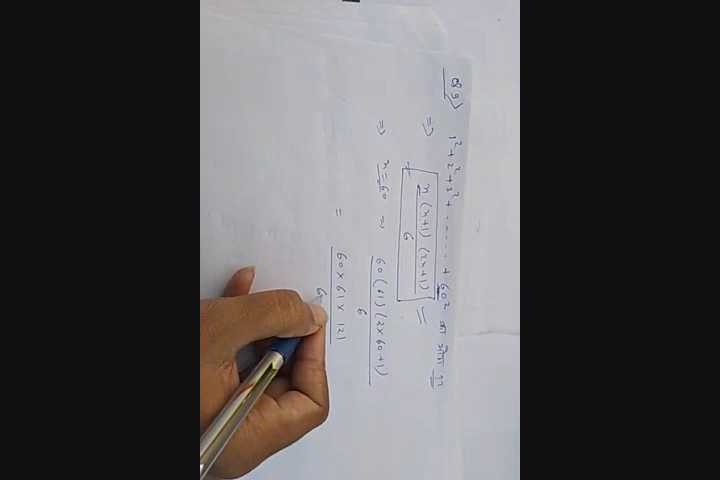 1² + 2² + 3² + ...... + 60² का योगफल
⇒ n(n+1)(2n+1) / 6 =
⇒ n = 60 ⇒ 60(61)(2×60+1) / 6
= 60 × 61 × 121 / 6